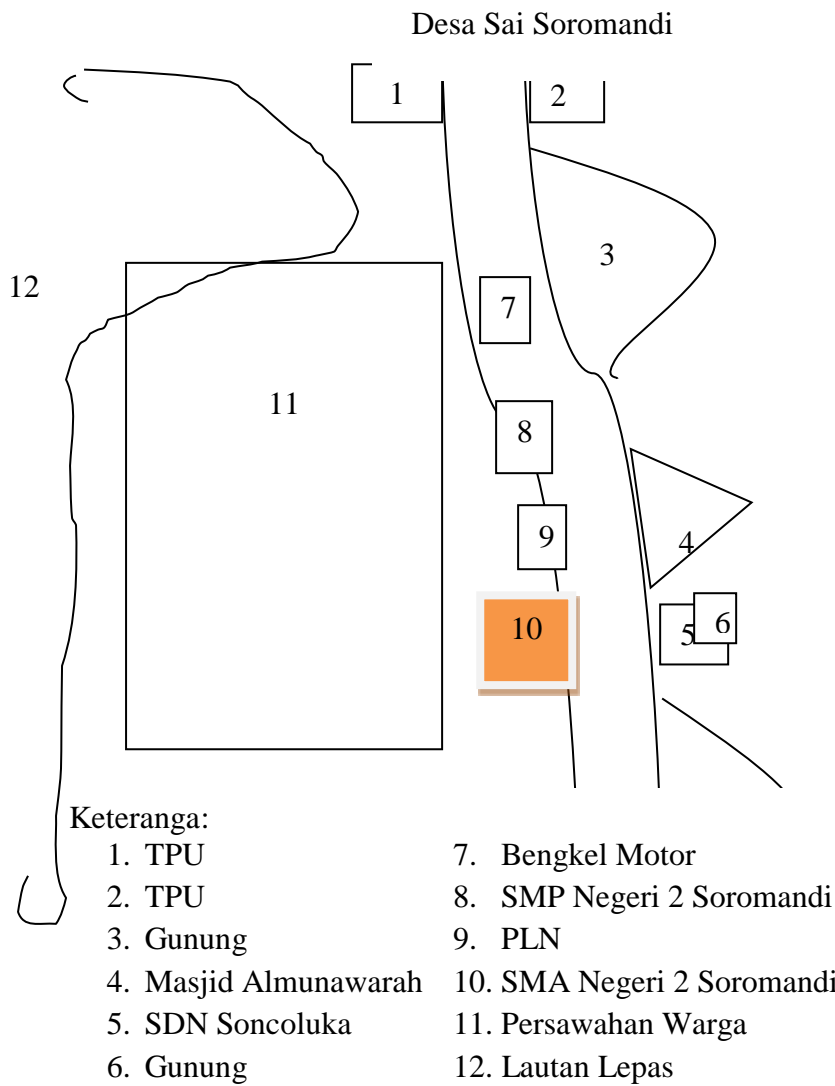 Desa Sai Soromandi
1 2
3
12
7
11
8
9
4
10
5 6
Keteranga:
1. TPU
2. TPU
3. Gunung
4. Masjid Almunawarah
5. SDN Soncoluka
6. Gunung
7. Bengkel Motor
8. SMP Negeri 2 Soromandi
9. PLN
10. SMA Negeri 2 Soromandi
11. Persawahan Warga
12. Lautan Lepas